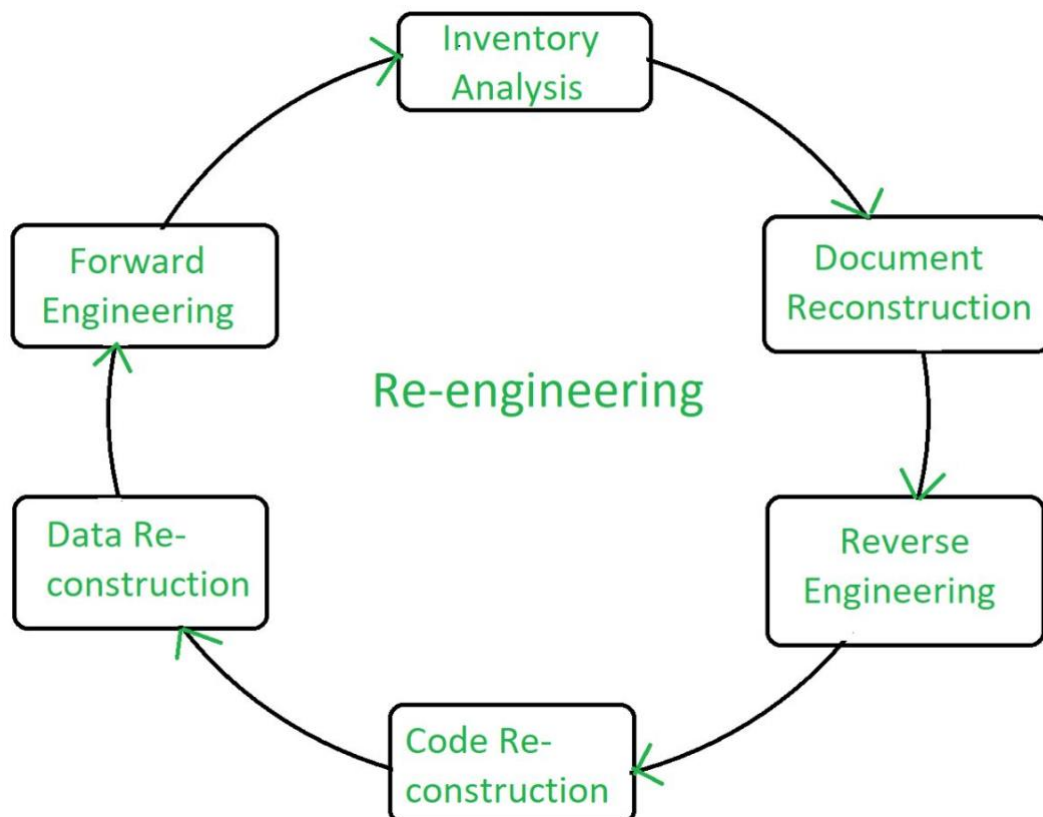 Inventory
Analysis
Forward
Engineering
Document
Reconstruction
Re-engineering
Data Re-
construction
Reverse
Engineering
Code Re-
construction